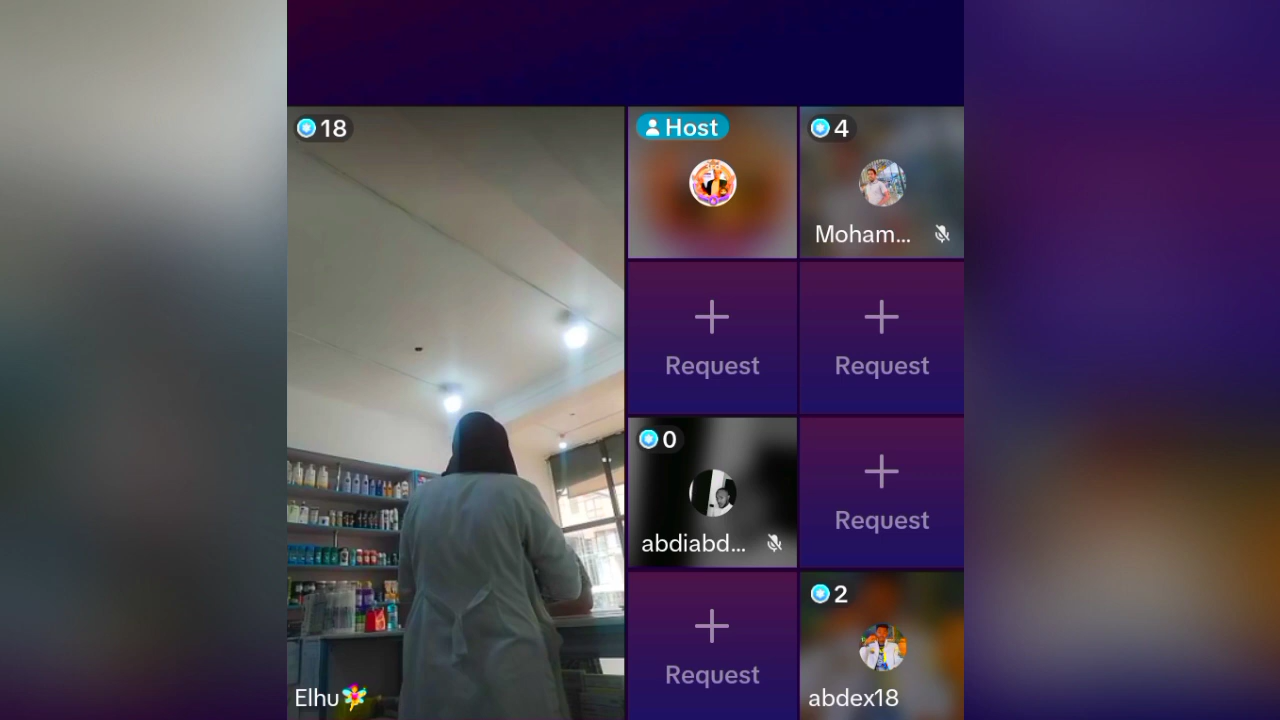 18
Host
4
Moham...
Request
Request
0
abdiabd...
Request
Request
2
abdex18
Elhu🧚